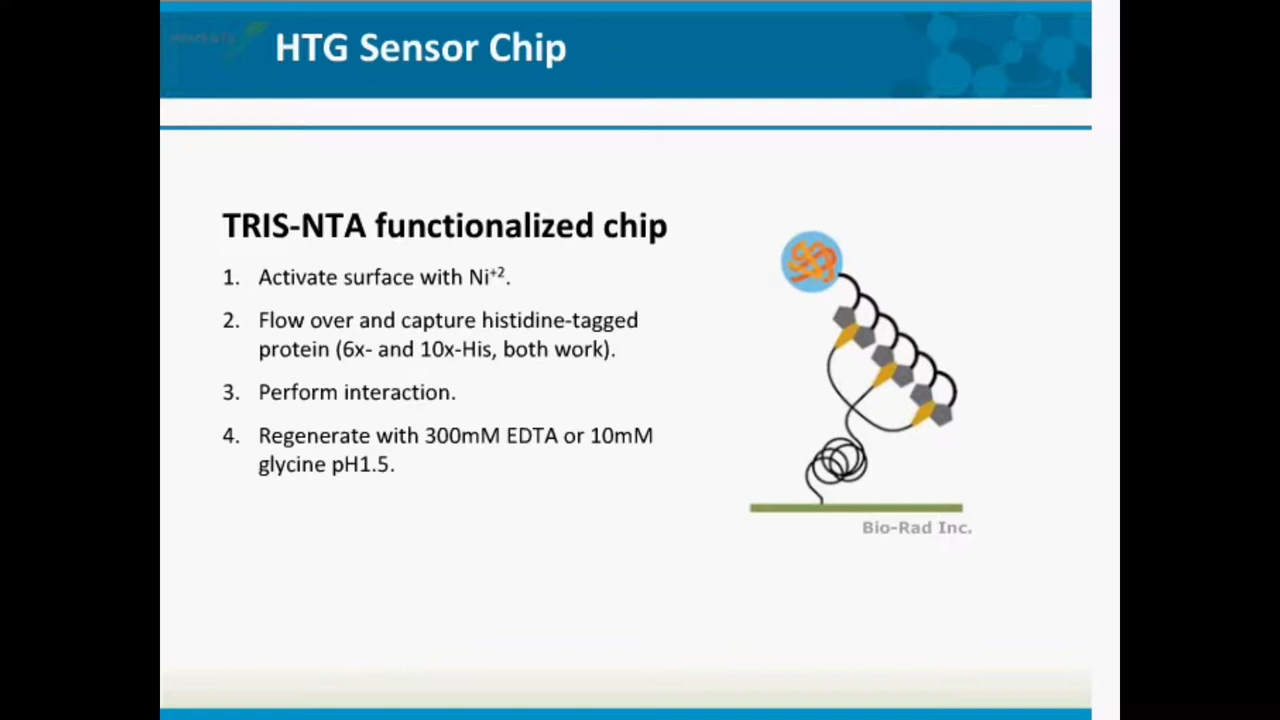 HTG Sensor Chip
TRIS-NTA functionalized chip
1. Activate surface with Ni⁺².
2. Flow over and capture histidine-tagged
protein (6x- and 10x-His, both work).
3. Perform interaction.
4. Regenerate with 300mM EDTA or 10mM
glycine pH1.5.
Bio-Rad Inc.